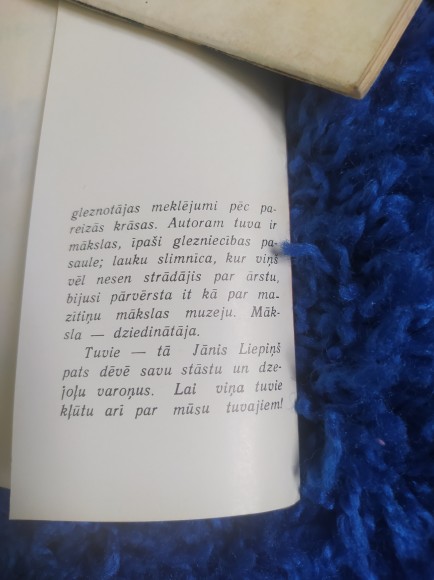 gleznotājas meklējumi pēc pa-
reizās krāsas. Autoram tuva ir
mākslas, īpaši glezniecības pa-
saule; lauku slimnīca, kur viņš
vēl nesen strādājis par ārstu,
bijusi pārvērsta it kā par ma-
zītiņu mākslas muzeju. Māk-
sla — dziedinātāja.
Tuvie — tā Jānis Liepiņš
pats dēvē savu stāstu un dze-
joļu varoņus. Lai viņa tuvie
kļūtu arī par mūsu tuvajiem!